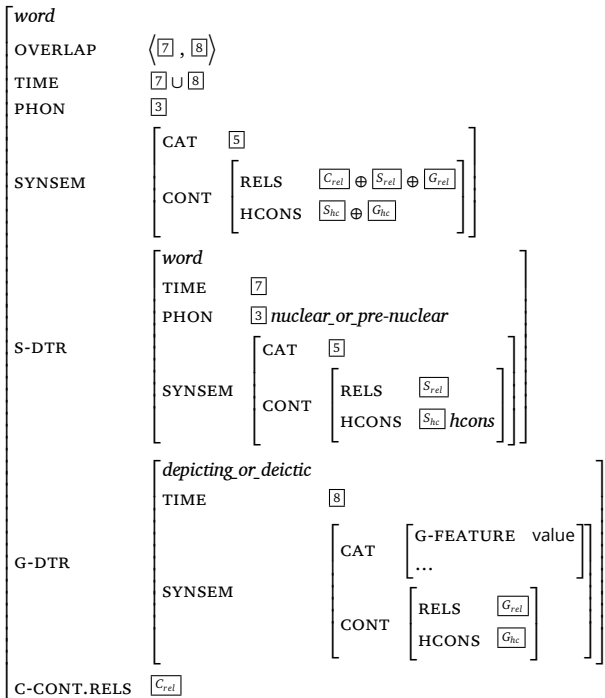 word
OVERLAP ⟨ 7 , 8 ⟩
TIME 7 ∪ 8
PHON 3
SYNSEM
CAT 5
CONT
RELS C_rel ⊕ S_rel ⊕ G_rel
HCONS S_hc ⊕ G_hc
S-DTR
word
TIME 7
PHON 3 nuclear_or_pre-nuclear
SYNSEM
CAT 5
CONT
RELS S_rel
HCONS S_hc hcons
G-DTR
depicting_or_deictic
TIME 8
SYNSEM
CAT
G-FEATURE value
...
CONT
RELS G_rel
HCONS G_hc
C-CONT.RELS C_rel